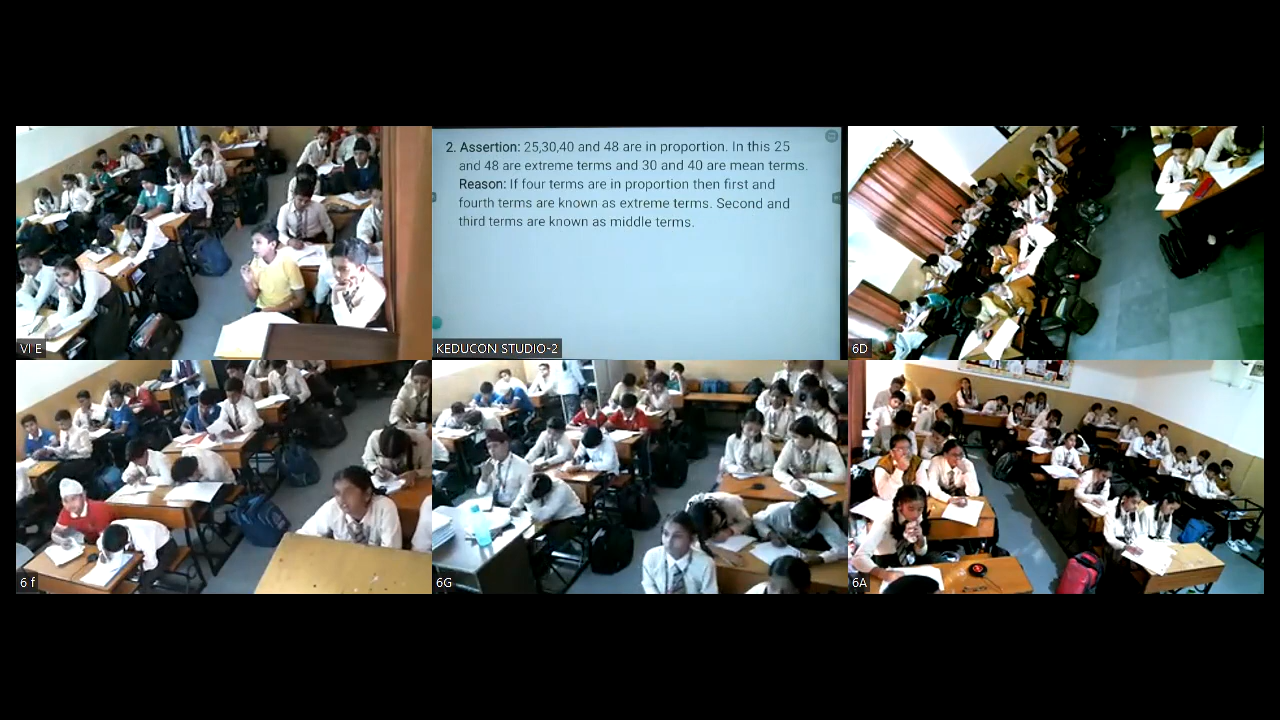 2. Assertion: 25,30,40 and 48 are in proportion. In this 25
and 48 are extreme terms and 30 and 40 are mean terms.
Reason: If four terms are in proportion then first and
fourth terms are known as extreme terms. Second and
third terms are known as middle terms.
VI E
KEDUCON STUDIO-2
6D
6 f
6G
6A